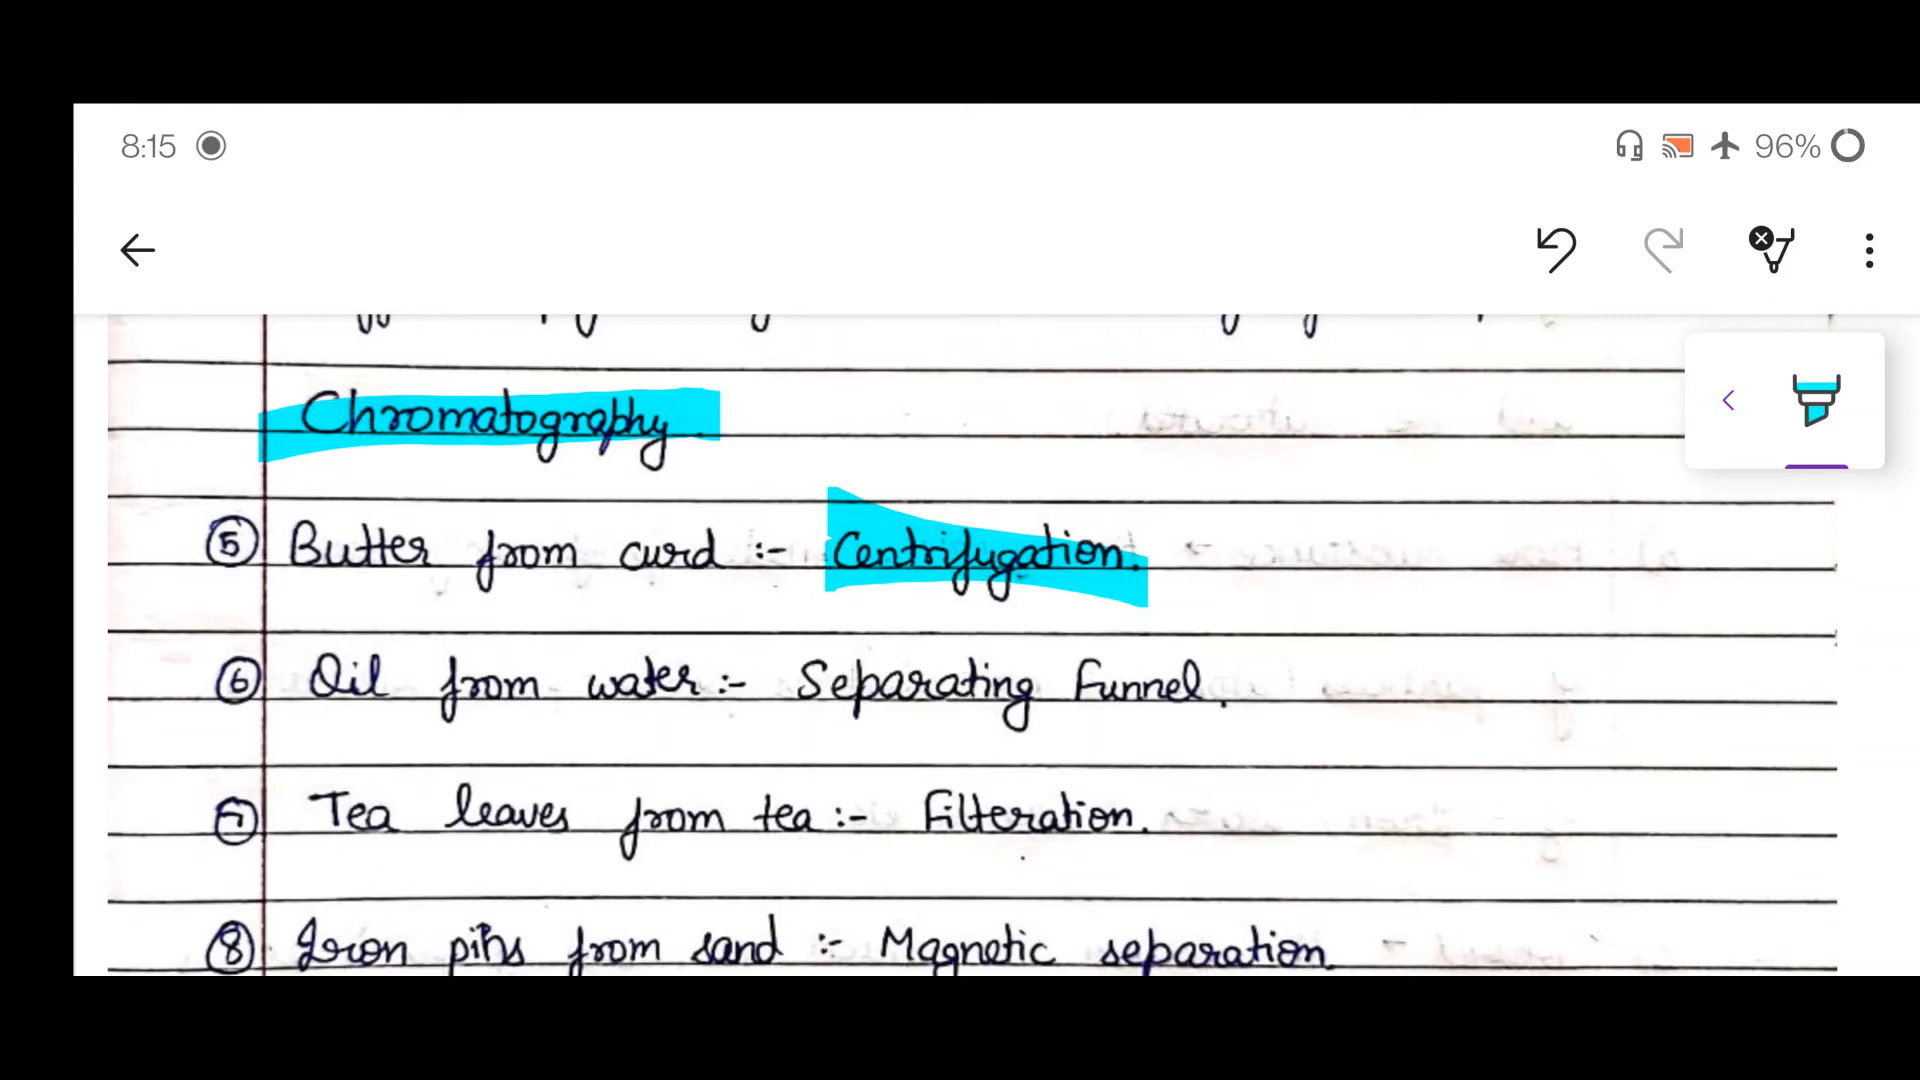 8:15 96%
Chromatography.
5 Butter from curd :- Centrifugation.
6 Oil from water :- Separating Funnel.
7 Tea leaves from tea :- Filteration.
8 Iron pins from sand :- Magnetic separation.